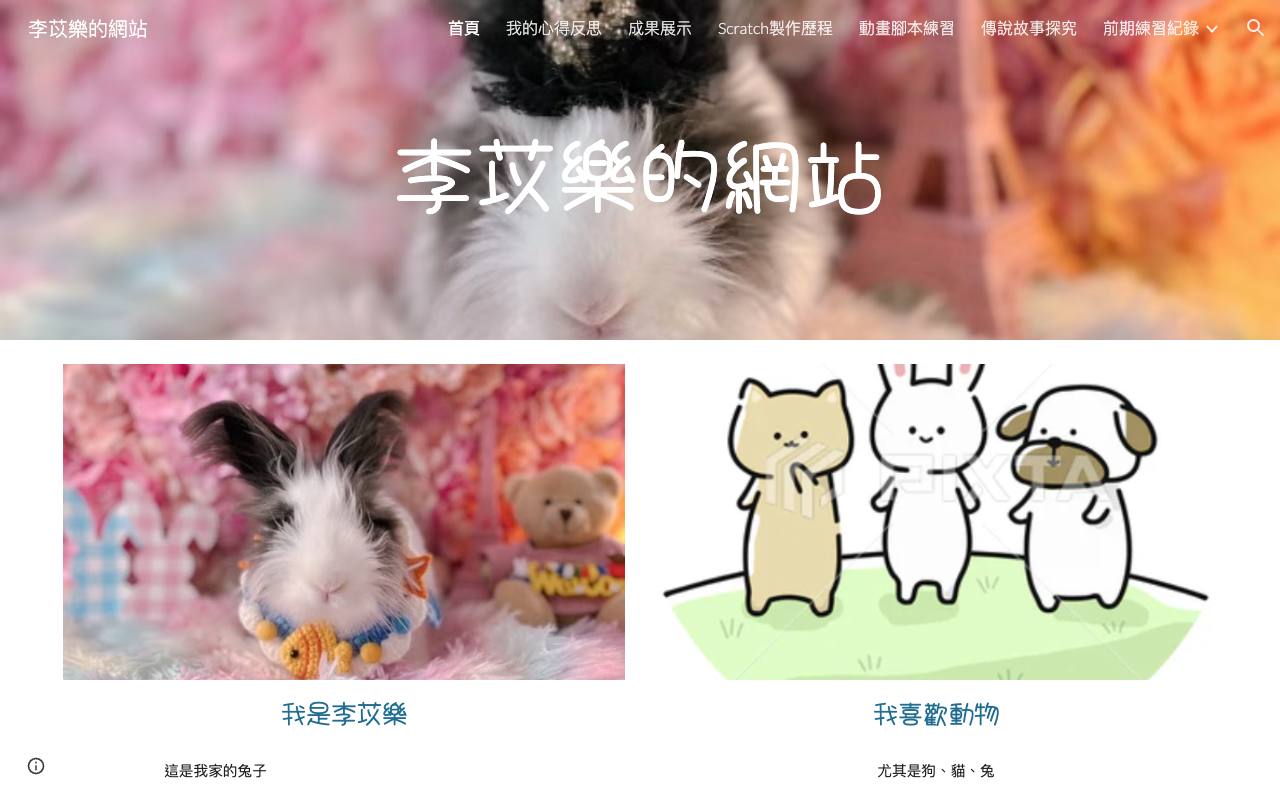 李苡樂的網站
首頁 我的心得反思 成果展示 Scratch製作歷程 動畫腳本練習 傳說故事探究 前期練習紀錄
李苡樂的網站
PIXTA
我是李苡樂
我喜歡動物
這是我家的兔子
尤其是狗、貓、兔